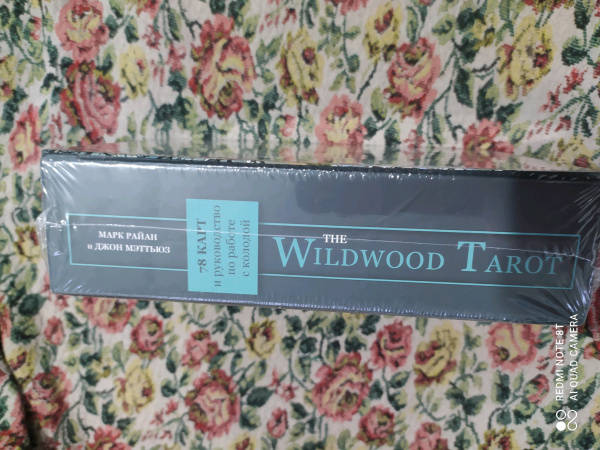 МАРК РАЙАН
и ДЖОН МЭТТЬЮЗ
78 КАРТ
и руководство
по работе
с колодой
THE
WILDWOOD TAROT
REDMI NOTE 8T
AI QUAD CAMERA